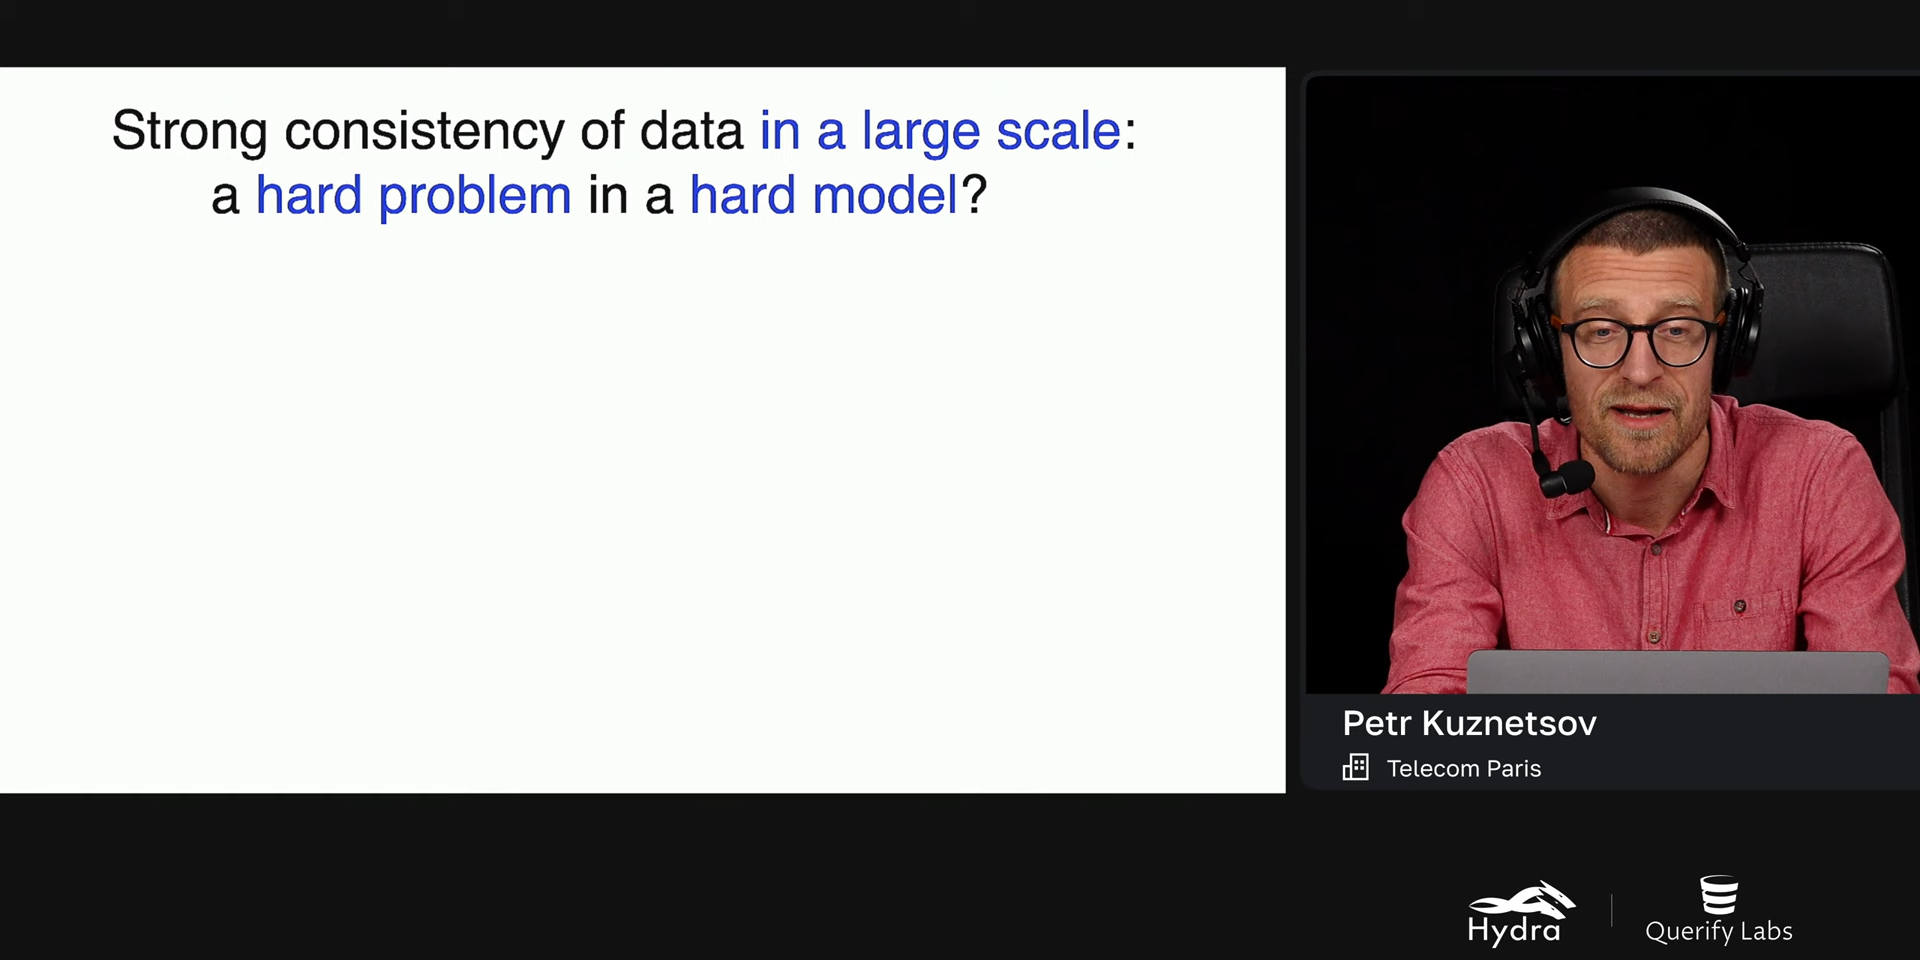 Strong consistency of data in a large scale:
a hard problem in a hard model?
Petr Kuznetsov
Telecom Paris
Hydra
Querify Labs